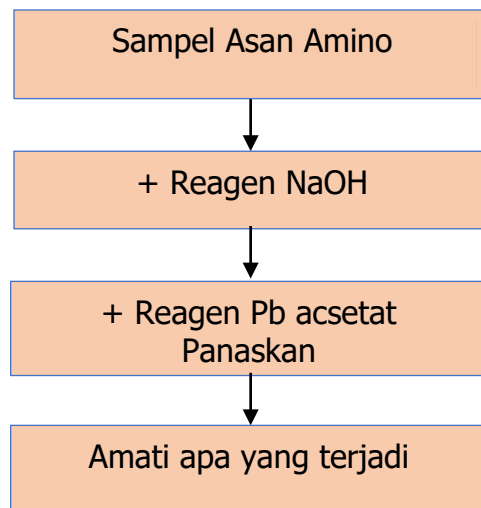 Sampel Asan Amino
+ Reagen NaOH
+ Reagen Pb acsetat
Panaskan
Amati apa yang terjadi